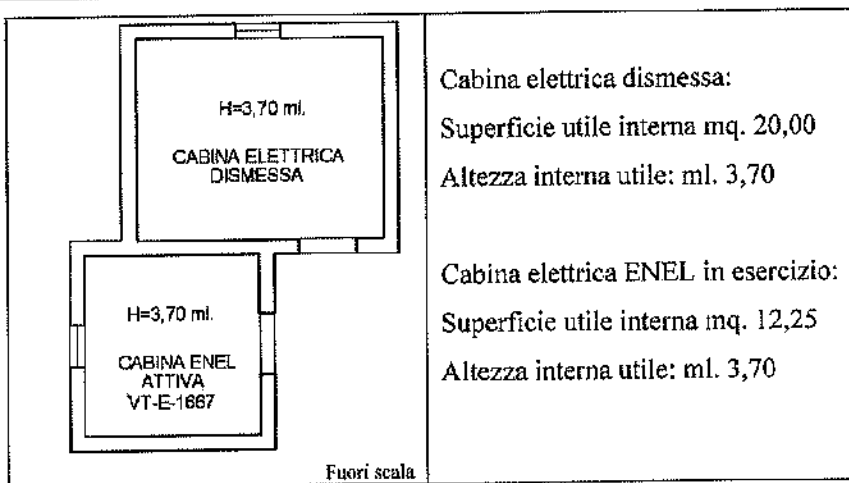 H=3,70 ml.
CABINA ELETTRICA
DISMESSA
H=3,70 ml.
CABINA ENEL
ATTIVA
VT-E-1667
Fuori scala
Cabina elettrica dismessa:
Superficie utile interna mq. 20,00
Altezza interna utile: ml. 3,70
Cabina elettrica ENEL in esercizio:
Superficie utile interna mq. 12,25
Altezza interna utile: ml. 3,70